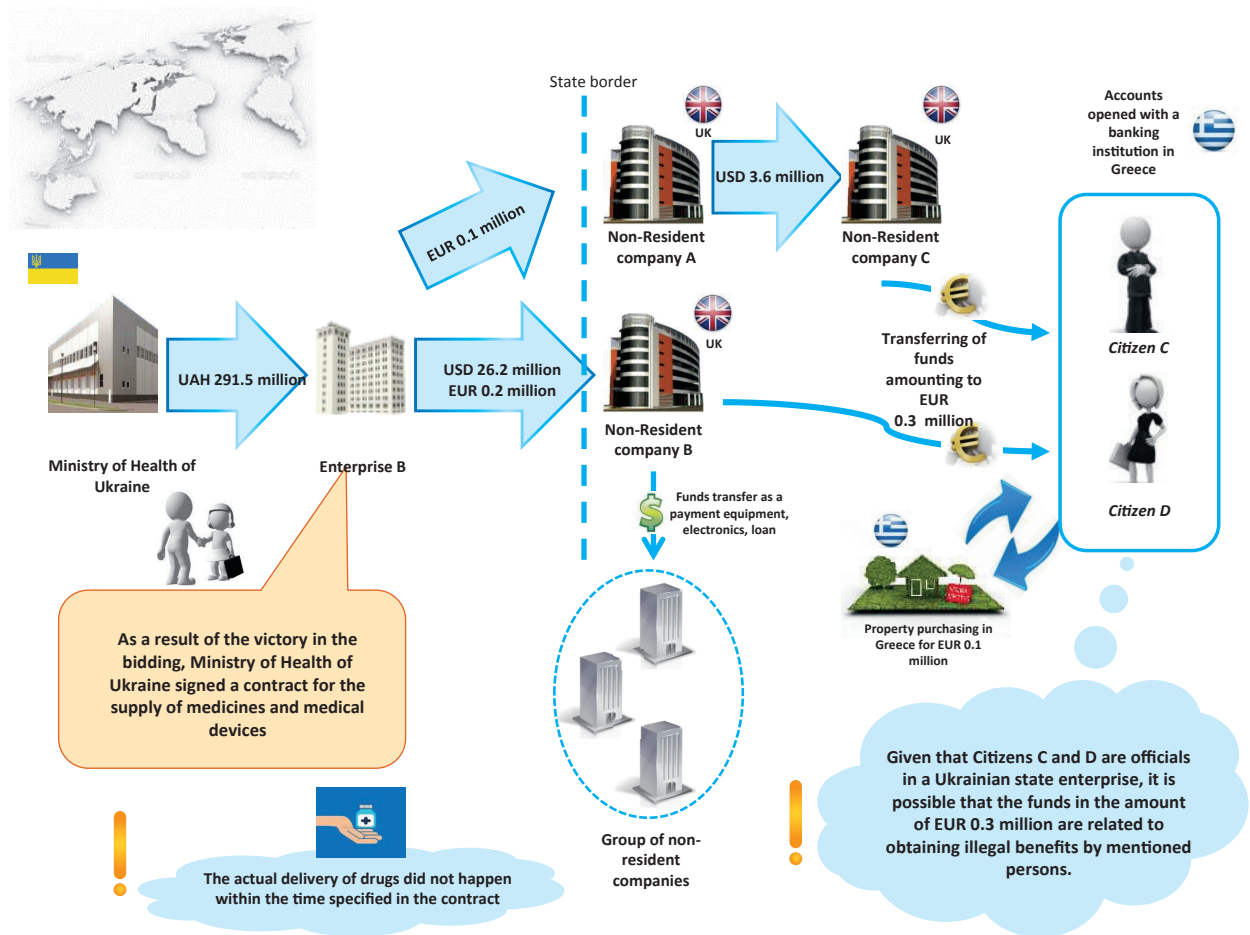 State border
UK
UK
Accounts
opened with a
banking
institution in
Greece
EUR 0.1 million
USD 3.6 million
Non-Resident
company A
Non-Resident
company C
UAH 291.5 million
USD 26.2 million
EUR 0.2 million
UK
Transferring of
funds
amounting to
EUR
0.3 million
Citizen C
Ministry of Health of
Ukraine
Enterprise B
Non-Resident
company B
Citizen D
Funds transfer as a
payment equipment,
electronics, loan
Property purchasing in
Greece for EUR 0.1
million
As a result of the victory in the
bidding, Ministry of Health of
Ukraine signed a contract for the
supply of medicines and medical
devices
Given that Citizens C and D are officials
in a Ukrainian state enterprise, it is
possible that the funds in the amount
of EUR 0.3 million are related to
obtaining illegal benefits by mentioned
persons.
Group of non-
resident
companies
The actual delivery of drugs did not happen
within the time specified in the contract